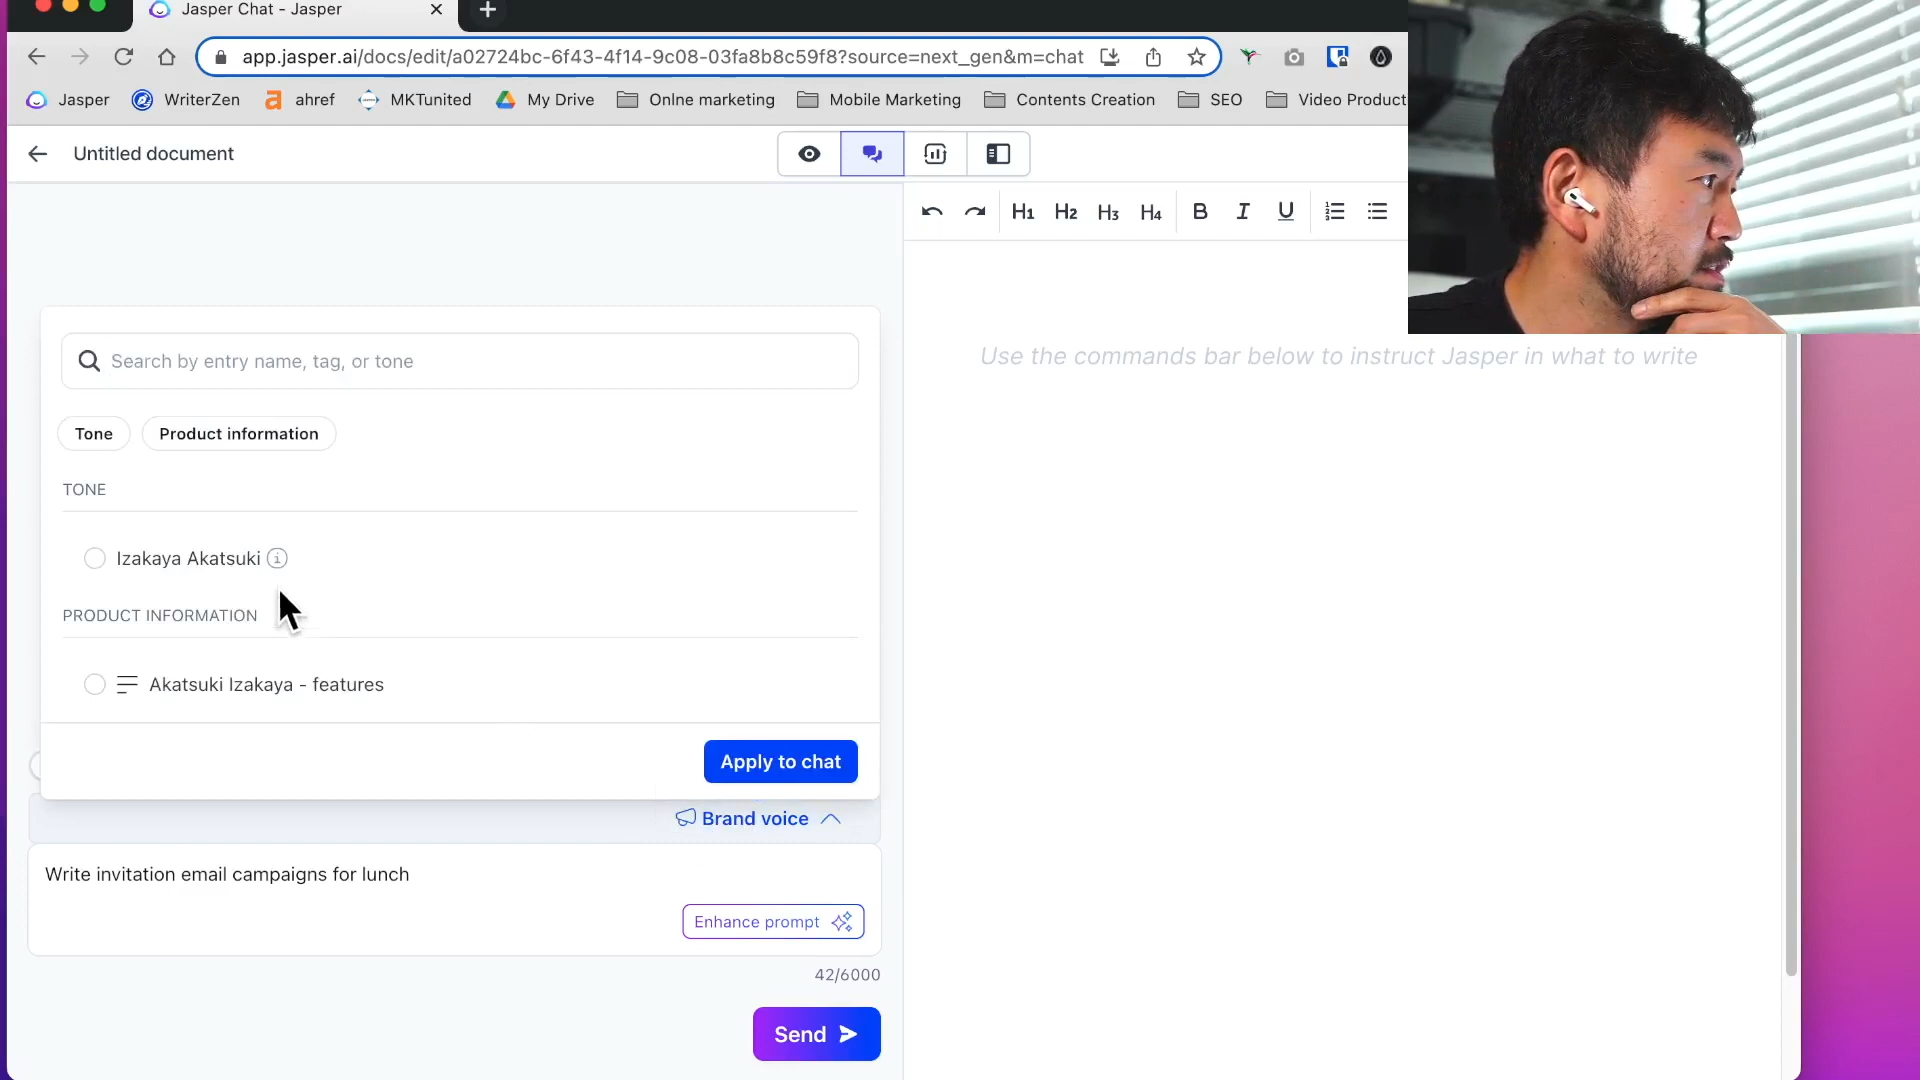 Jasper Chat - Jasper
app.jasper.ai/docs/edit/a02724bc-6f43-4f14-9c08-03fa8b8c59f8?source=next_gen&m=chat
Jasper WriterZen ahref MKTunited My Drive Onlne marketing Mobile Marketing Contents Creation SEO Video Product
Untitled document
H1 H2 H3 H4 B I U
Search by entry name, tag, or tone
Tone Product information
TONE
Izakaya Akatsuki
PRODUCT INFORMATION
Akatsuki Izakaya - features
Apply to chat
Brand voice
Write invitation email campaigns for lunch
Enhance prompt
42/6000
Send
Use the commands bar below to instruct Jasper in what to write